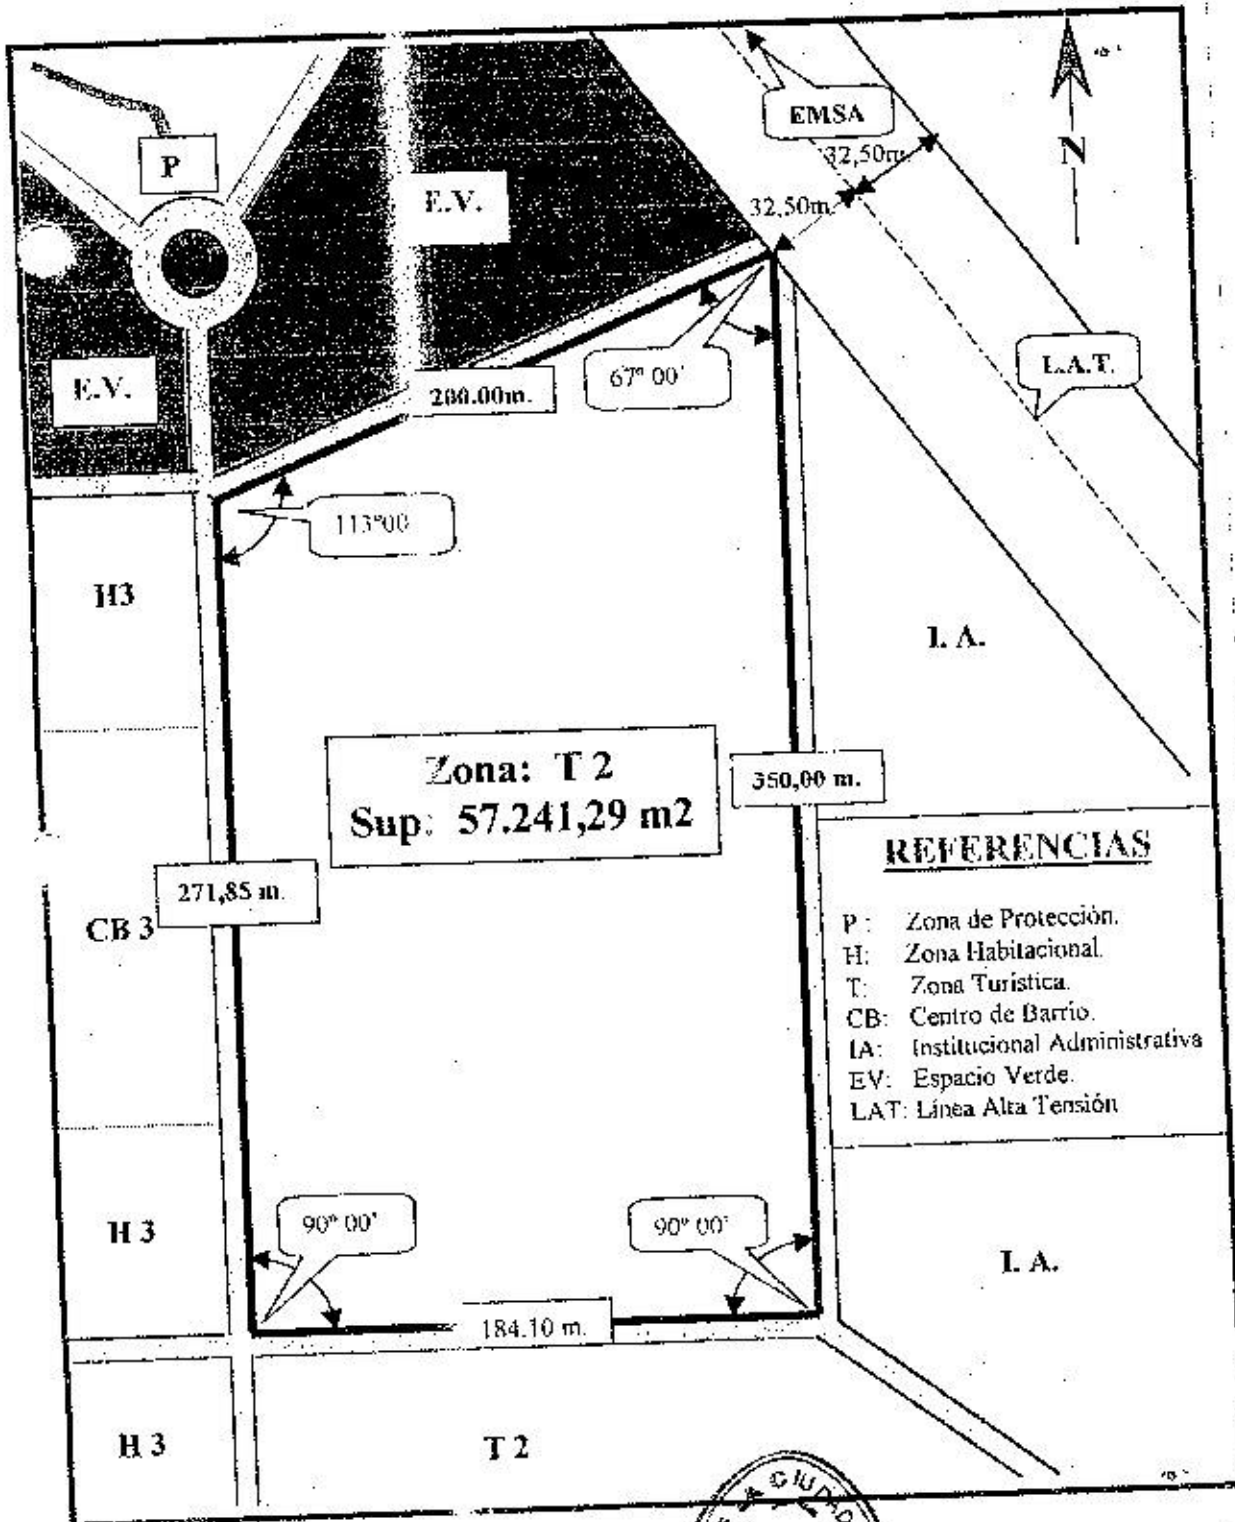 EMSA
P
32,50m.
N
E.V.
32,50m.
L.A.T.
67° 00'
E.V.
200.00m.
113°00
H3
I. A.
Zona: T 2
Sup: 57.241,29 m2
350,00 m.
REFERENCIAS
271,85 m.
CB 3
P : Zona de Protección.
H: Zona Habitacional.
T: Zona Turística.
CB: Centro de Barrio.
IA: Institucional Administrativa
EV: Espacio Verde.
LAT: Línea Alta Tensión
90° 00'
90° 00'
H 3
I. A.
184.10 m.
H 3
T 2
CIUDAD